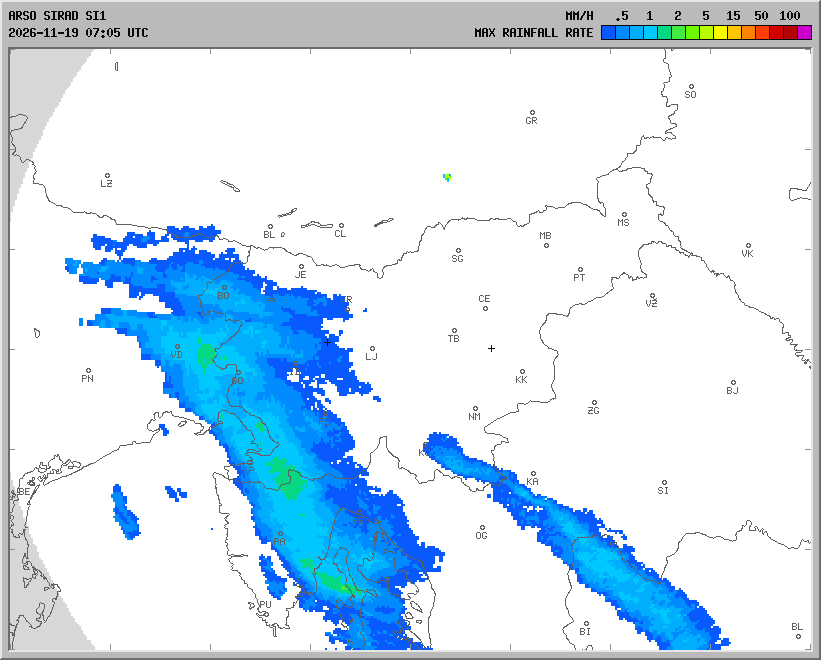 ARSO SIRAD SI1
2026-11-19 07:05 UTC
MM/H .5 1 2 5 15 50 100
MAX RAINFALL RATE
SO
GR
LZ
MS
BL
CL
MB
VK
SG
JE
PT
BO
CE
VZ
TB
VD
LJ
PN
KK
BJ
NM
ZG
KA
BE
SI
OG
PA
PU
BI
BL